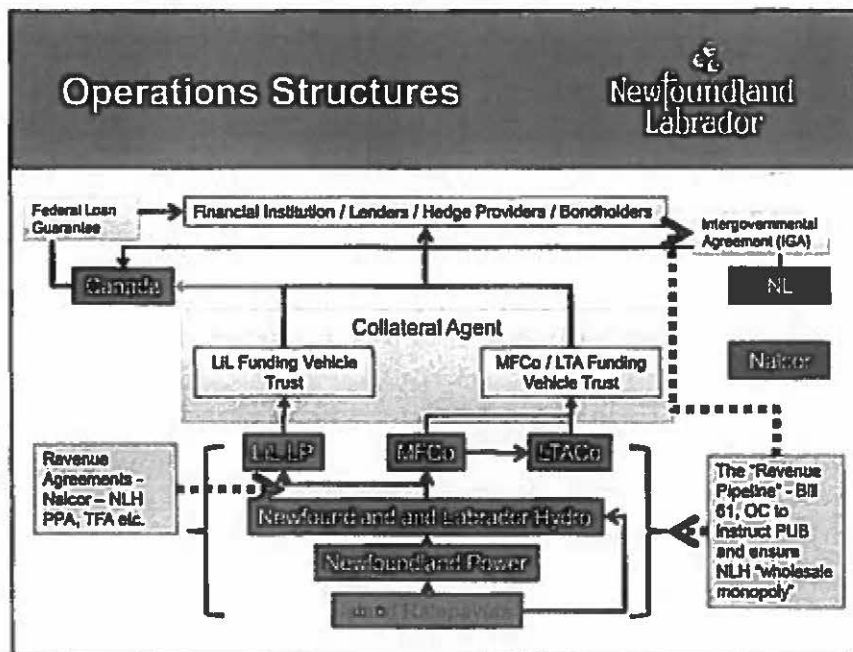 Operations Structures
Newfoundland
Labrador
Federal Loan
Guarantee
Financial Institution / Lenders / Hedge Providers / Bondholders
Intergovernmental
Agreement (IGA)
Canada
NL
Collateral Agent
LiL Funding Vehicle
Trust
MFCo / LTA Funding
Vehicle Trust
Nalcor
Revenue
Agreements -
Nalcor – NLH
PPA, TFA etc.
LiL LP
MFCo
LTACo
The "Revenue
Pipeline" - Bill
61, OC to
instruct PUB
and ensure
NLH "wholesale
monopoly"
Newfoundland and Labrador Hydro
Newfoundland Power
Ratepayers